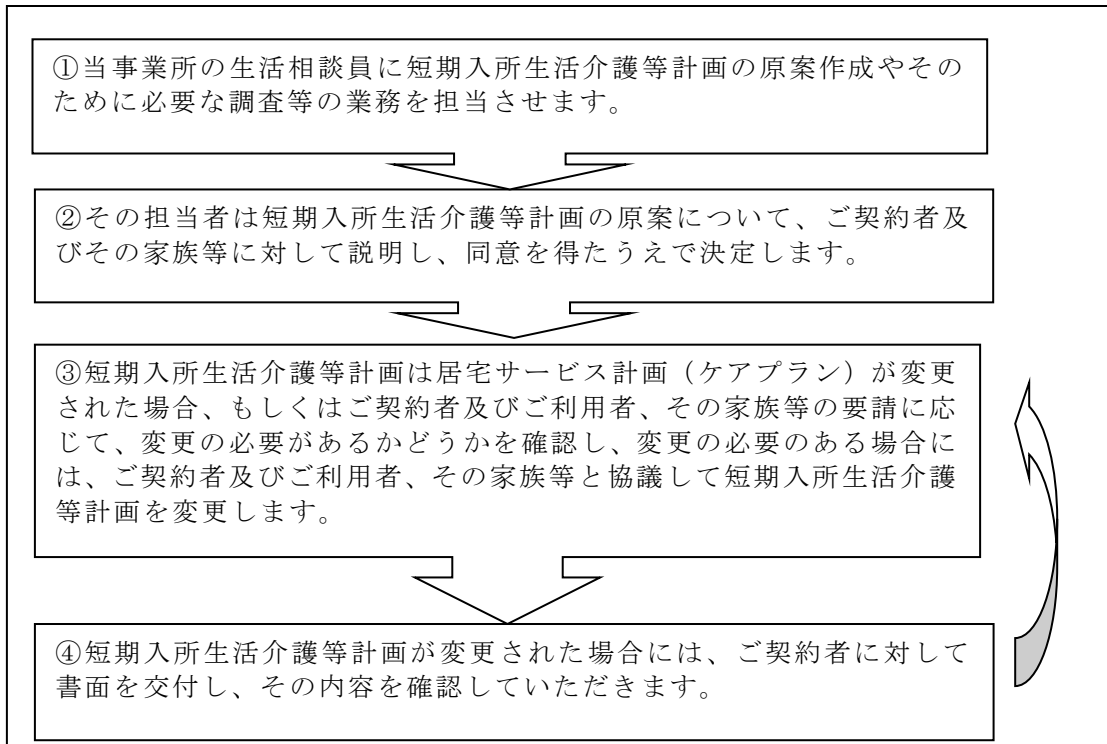 ①当事業所の生活相談員に短期入所生活介護等計画の原案作成やその
ために必要な調査等の業務を担当させます。
②その担当者は短期入所生活介護等計画の原案について、ご契約者及
びその家族等に対して説明し、同意を得たうえで決定します。
③短期入所生活介護等計画は居宅サービス計画（ケアプラン）が変更
された場合、もしくはご契約者及びご利用者、その家族等の要請に応
じて、変更の必要があるかどうかを確認し、変更の必要のある場合に
は、ご契約者及びご利用者、その家族等と協議して短期入所生活介護
等計画を変更します。
④短期入所生活介護等計画が変更された場合には、ご契約者に対して
書面を交付し、その内容を確認していただきます。